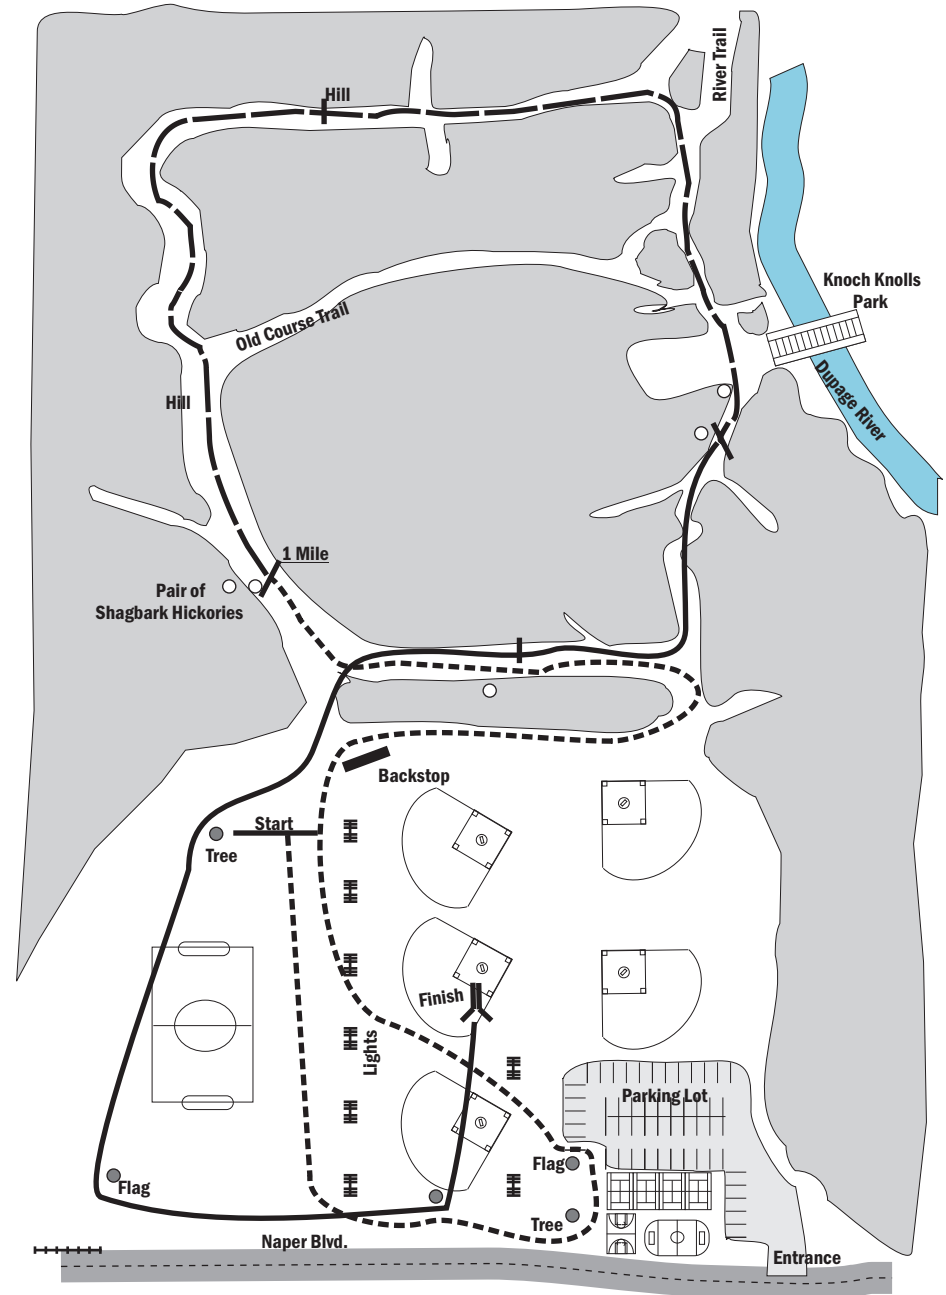 River Trail
Hill
Knoch Knolls
Park
Old Course Trail
Dupage River
Hill
1 Mile
Pair of
Shagbark Hickories
Backstop
Start
Tree
Finish
Lights
Parking Lot
Flag
Flag
Tree
Naper Blvd.
Entrance